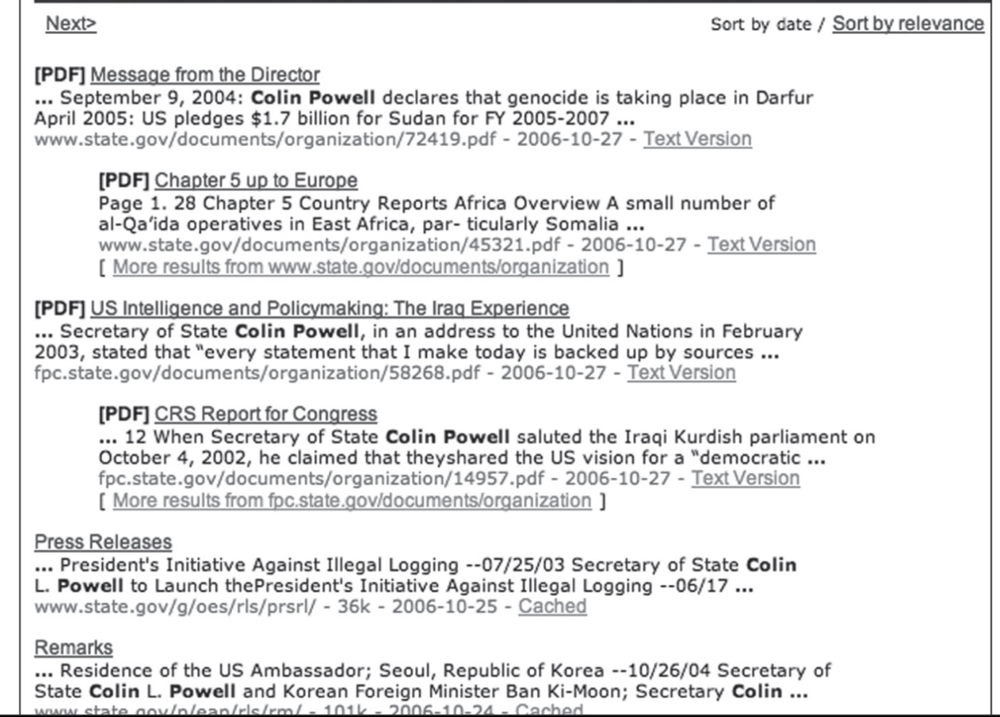 Next>
Sort by date / Sort by relevance
[PDF] Message from the Director
... September 9, 2004: Colin Powell declares that genocide is taking place in Darfur
April 2005: US pledges $1.7 billion for Sudan for FY 2005-2007 ...
www.state.gov/documents/organization/72419.pdf - 2006-10-27 - Text Version
[PDF] Chapter 5 up to Europe
Page 1. 28 Chapter 5 Country Reports Africa Overview A small number of
al-Qa’ida operatives in East Africa, par- ticularly Somalia ...
www.state.gov/documents/organization/45321.pdf - 2006-10-27 - Text Version
[ More results from www.state.gov/documents/organization ]
[PDF] US Intelligence and Policymaking: The Iraq Experience
... Secretary of State Colin Powell, in an address to the United Nations in February
2003, stated that “every statement that I make today is backed up by sources ...
fpc.state.gov/documents/organization/58268.pdf - 2006-10-27 - Text Version
[PDF] CRS Report for Congress
... 12 When Secretary of State Colin Powell saluted the Iraqi Kurdish parliament on
October 4, 2002, he claimed that theyshared the US vision for a “democratic ...
fpc.state.gov/documents/organization/14957.pdf - 2006-10-27 - Text Version
[ More results from fpc.state.gov/documents/organization ]
Press Releases
... President's Initiative Against Illegal Logging --07/25/03 Secretary of State Colin
L. Powell to Launch thePresident's Initiative Against Illegal Logging --06/17 ...
www.state.gov/g/oes/rls/prsrl/ - 36k - 2006-10-25 - Cached
Remarks
... Residence of the US Ambassador; Seoul, Republic of Korea --10/26/04 Secretary of
State Colin L. Powell and Korean Foreign Minister Ban Ki-Moon; Secretary Colin ...
www.state.gov/p/eap/rls/rm/ - 101k - 2006-10-24 - Cached